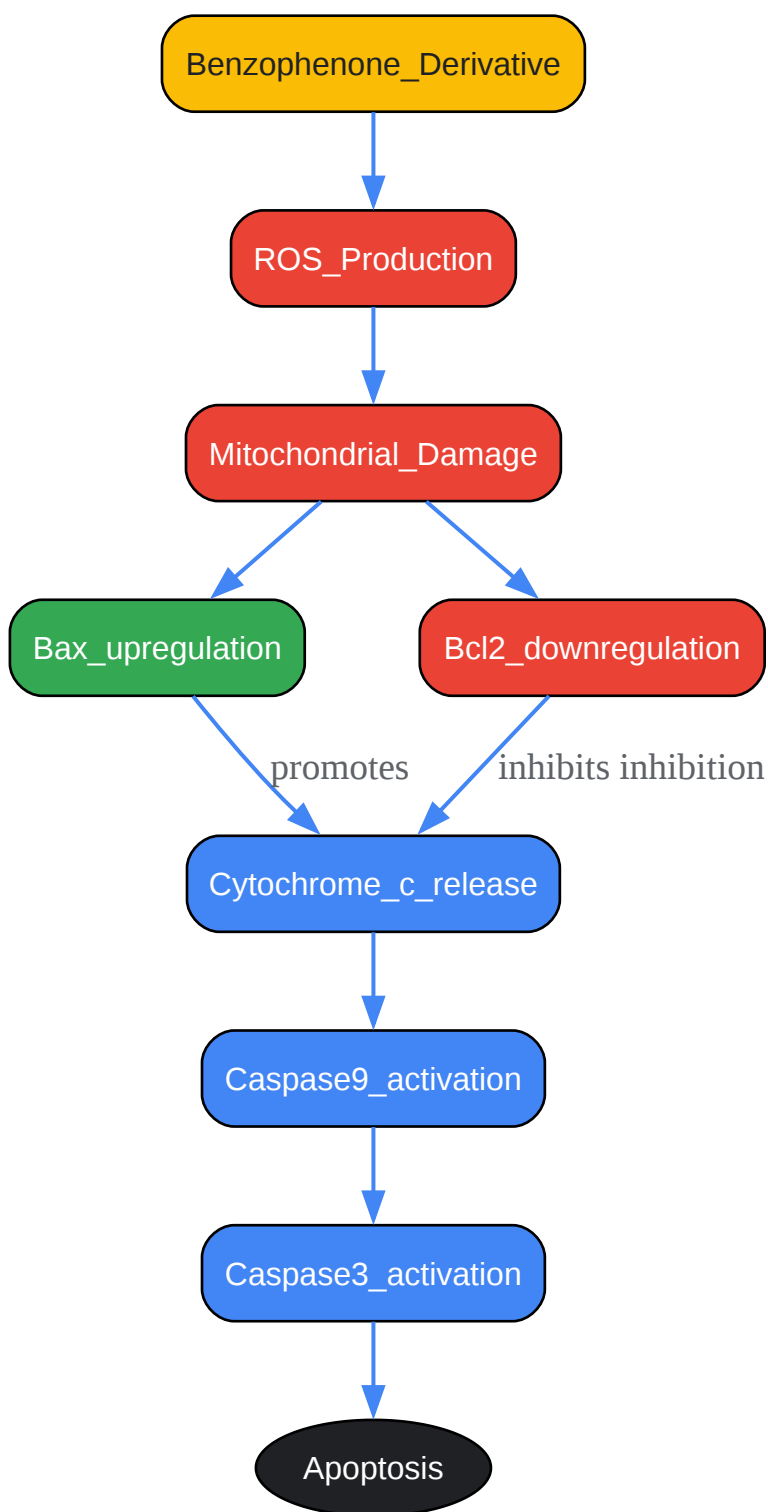 Benzophenone_Derivative
ROS_Production
Mitochondrial_Damage
Bax_upregulation
Bcl2_downregulation
promotes
inhibits inhibition
Cytochrome_c_release
Caspase9_activation
Caspase3_activation
Apoptosis